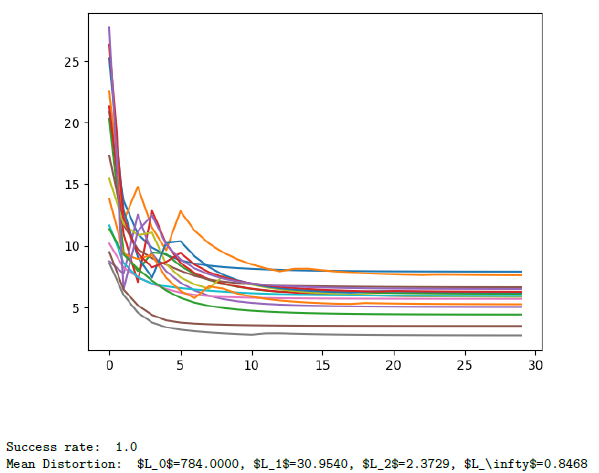 25
20
15
10
5
0 5 10 15 20 25 30
Success rate:  1.0
Mean Distortion:  $L_0$=784.0000, $L_1$=30.9540, $L_2$=2.3729, $L_\infty$=0.8468